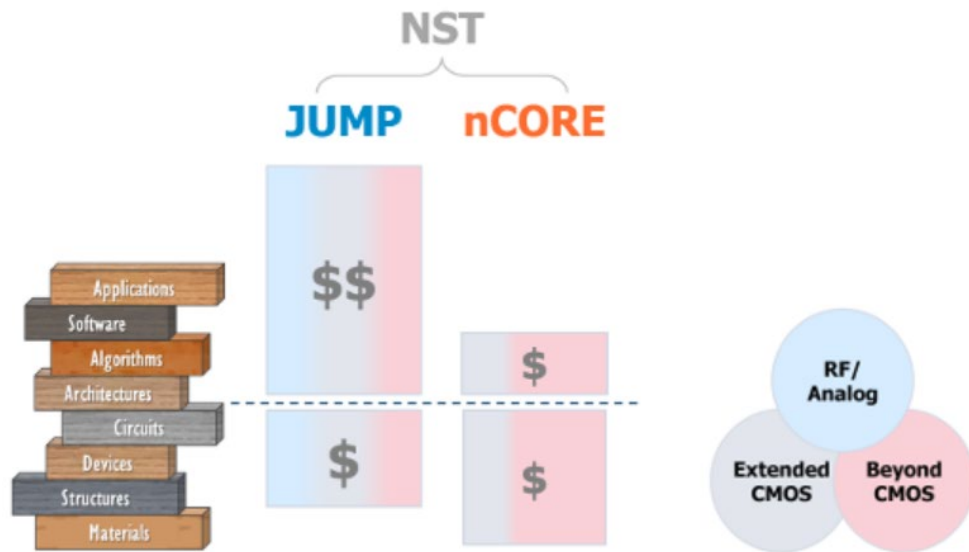 NST
JUMP
nCORE
$$
$
$
$
Applications
Software
Algorithms
Architectures
Circuits
Devices
Structures
Materials
RF/
Analog
Extended
CMOS
Beyond
CMOS